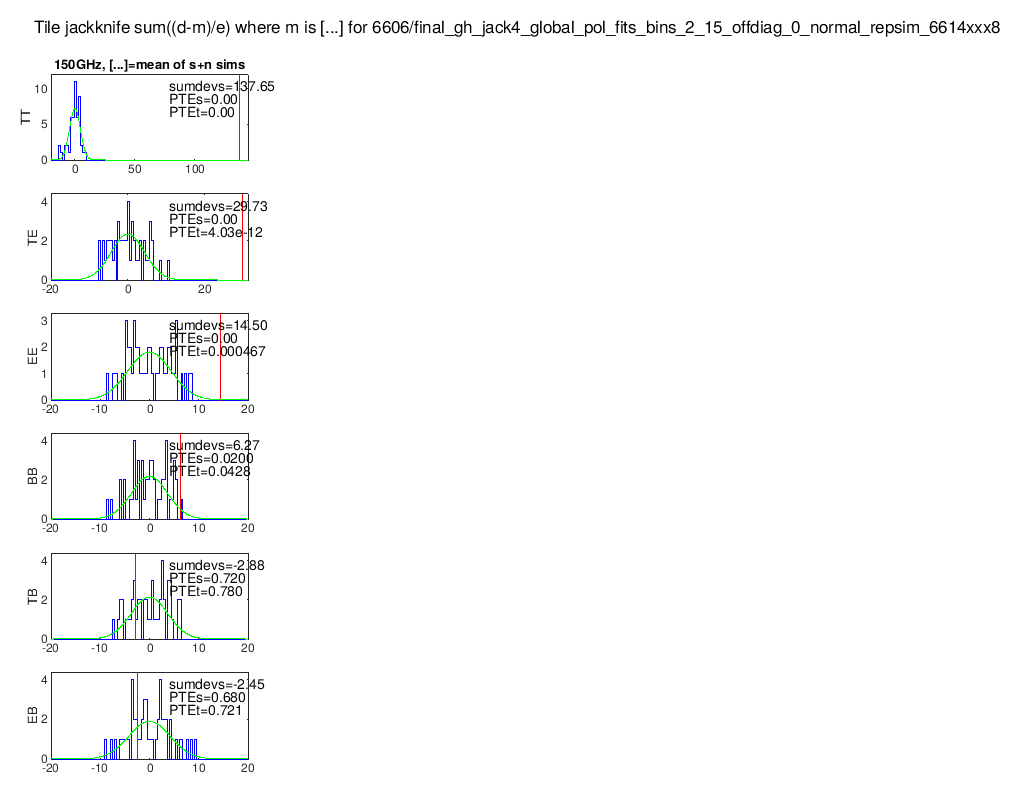 Tile jackknife sum((d-m)/e) where m is [...] for 6606/final_gh_jack4_global_pol_fits_bins_2_15_offdiag_0_normal_repsim_6614xxx8
150GHz, [...]=mean of s+n sims
sumdevs=137.65
PTEs=0.00
PTEt=0.00
TT
10
5
0
0 50 100
sumdevs=29.73
PTEs=0.00
PTEt=4.03e-12
TE
4
2
0
-20 0 20
sumdevs=14.50
PTEs=0.00
PTEt=0.000467
EE
3
2
1
0
-20 -10 0 10 20
sumdevs=6.27
PTEs=0.0200
PTEt=0.0428
BB
4
2
0
-20 -10 0 10 20
sumdevs=-2.88
PTEs=0.720
PTEt=0.780
TB
4
2
0
-20 -10 0 10 20
sumdevs=-2.45
PTEs=0.680
PTEt=0.721
EB
4
2
0
-20 -10 0 10 20